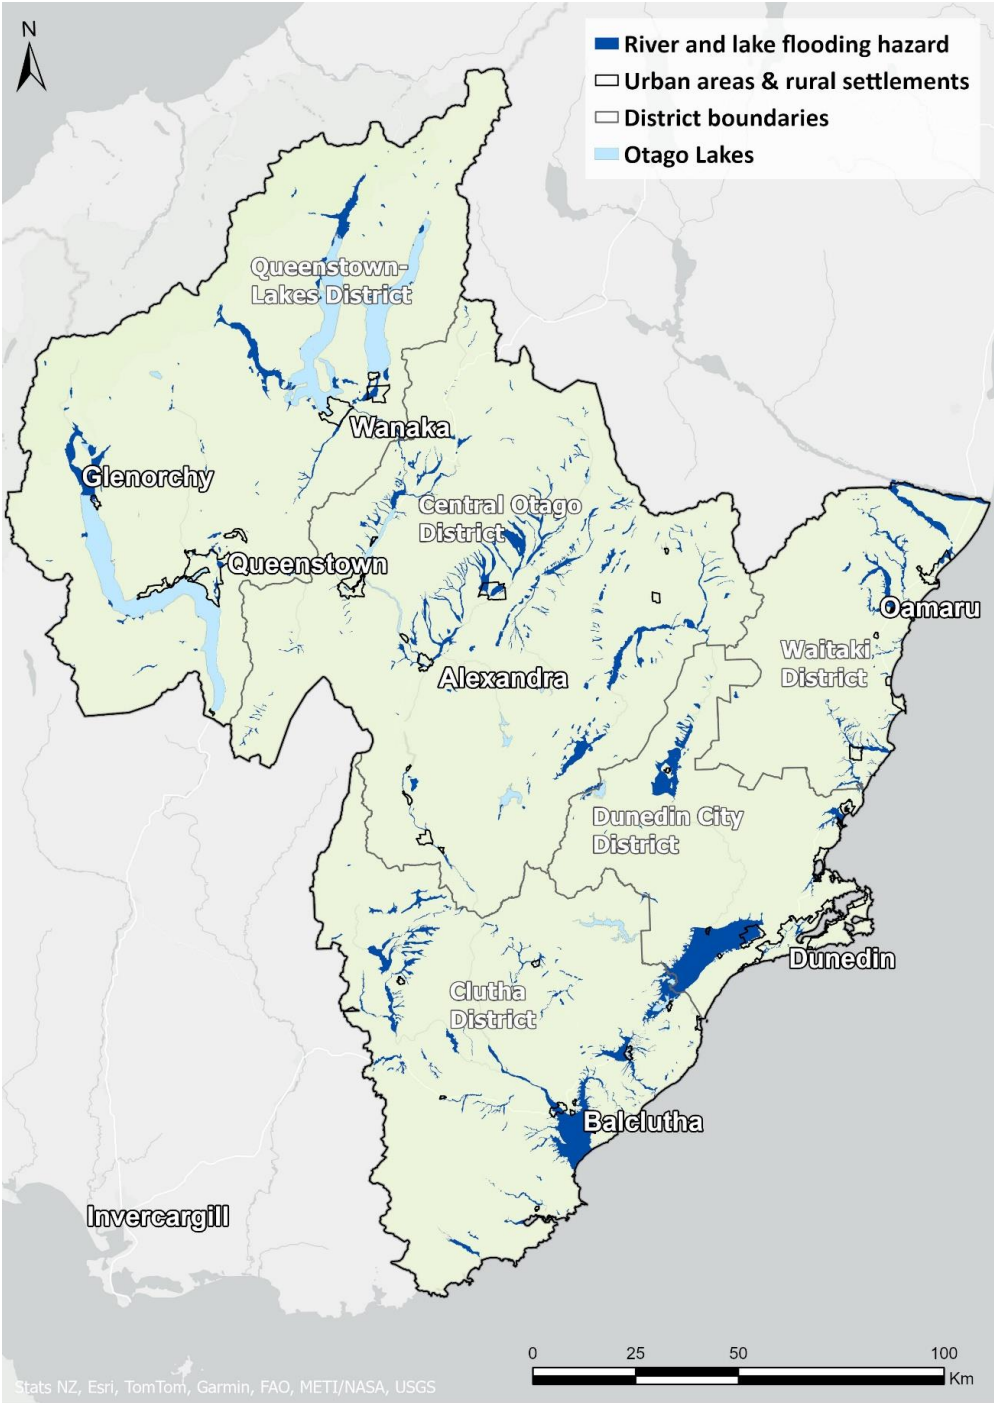 N
River and lake flooding hazard
Urban areas & rural settlements
District boundaries
Otago Lakes
Queenstown-
Lakes District
Wanaka
Glenorchy
Central Otago
District
Queenstown
Oamaru
Waitaki
District
Alexandra
Dunedin City
District
Dunedin
Clutha
District
Balclutha
Invercargill
0 25 50 100
Km
Stats NZ, Esri, TomTom, Garmin, FAO, METI/NASA, USGS